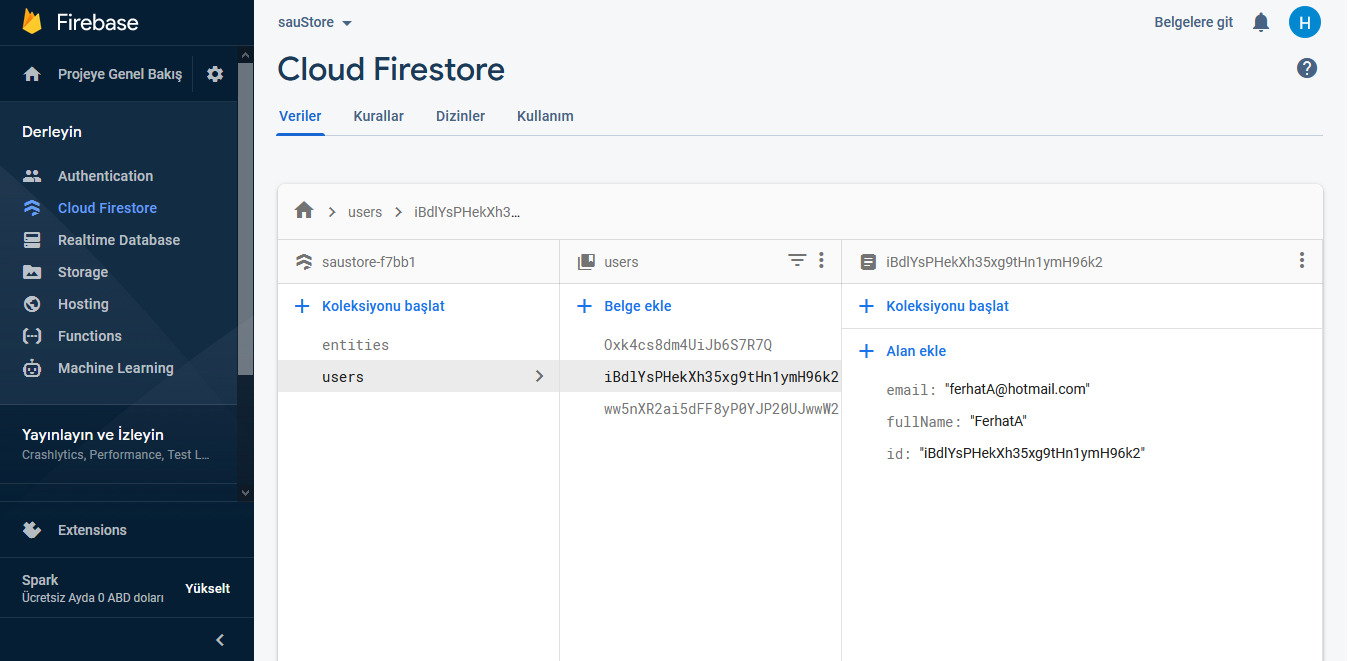 Firebase
Projeye Genel Bakış
Derleyin
Authentication
Cloud Firestore
Realtime Database
Storage
Hosting
Functions
Machine Learning
Yayınlayın ve İzleyin
Crashlytics, Performance, Test L...
Extensions
Spark
Ücretsiz Ayda 0 ABD doları
Yükselt
sauStore
Belgelere git
H
Cloud Firestore
?
Veriler Kurallar Dizinler Kullanım
users iBdlYsPHekXh3...
saustore-f7bb1
Koleksiyonu başlat
entities
users
users
Belge ekle
Oxk4cs8dm4UiJb6S7R7Q
iBdlYsPHekXh35xg9tHn1ymH96k2
ww5nXR2ai5dFF8yP0YJP20UJwwW2
iBdlYsPHekXh35xg9tHn1ymH96k2
Koleksiyonu başlat
Alan ekle
email: "ferhatA@hotmail.com"
fullName: "FerhatA"
id: "iBdlYsPHekXh35xg9tHn1ymH96k2"